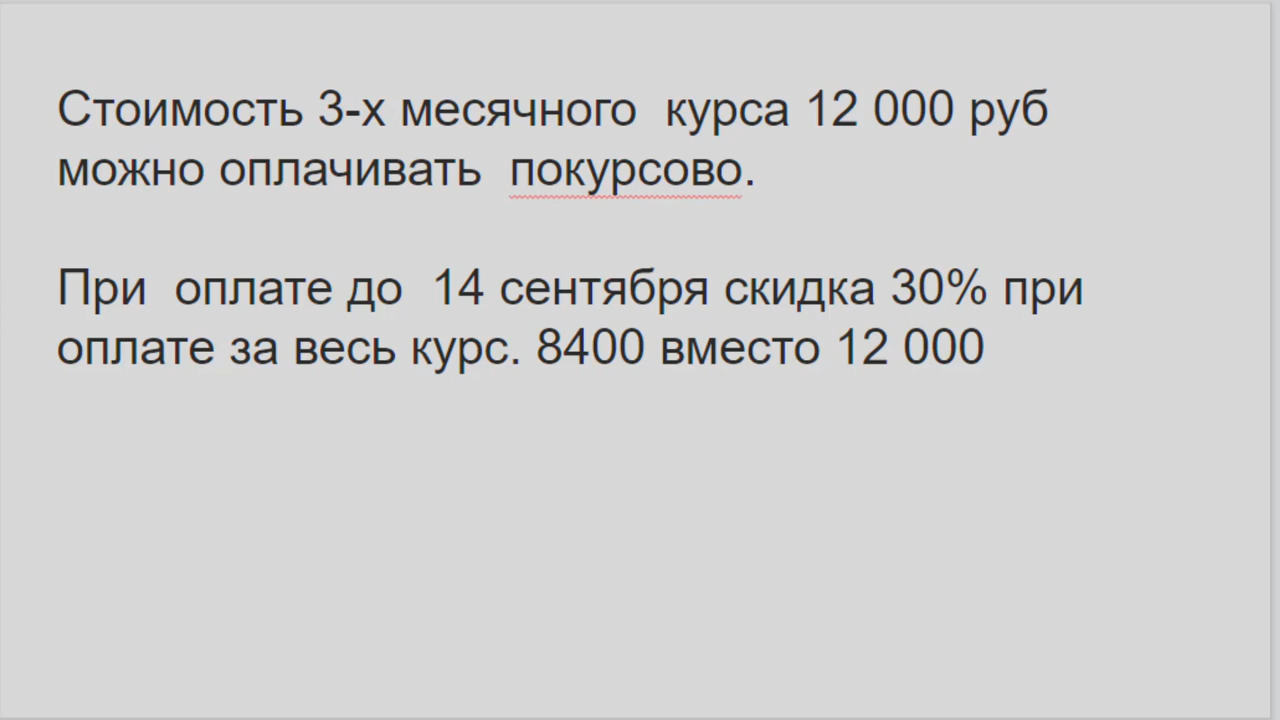 Стоимость 3-х месячного  курса 12 000 руб
можно оплачивать  покурсово.
При  оплате до  14 сентября скидка 30% при
оплате за весь курс. 8400 вместо 12 000